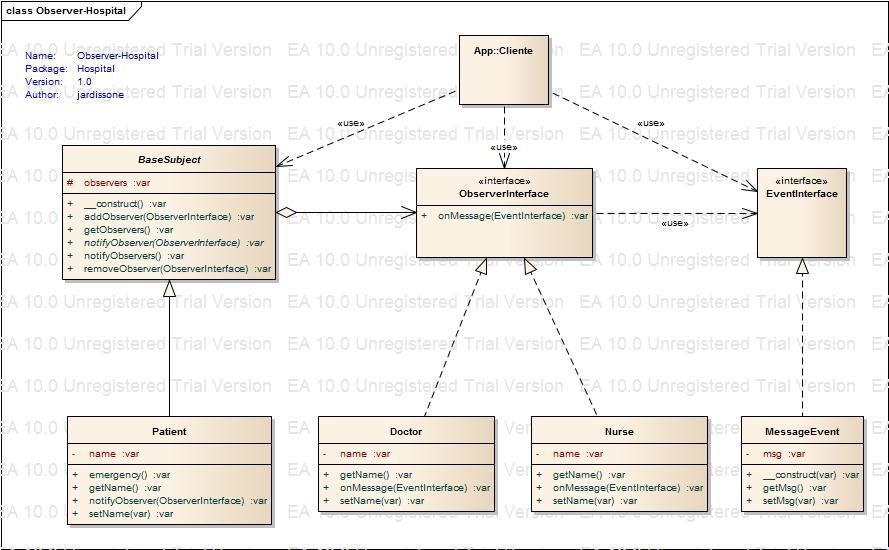 class Observer-Hospital
EA 10.0 Unregistered Trial Version
Name: Observer-Hospital
Package: Hospital
Version: 1.0
Author: jardissone
App::Cliente
«use»
«use»
«use»
BaseSubject
# observers :var
+ __construct() :var
+ addObserver(ObserverInterface) :var
+ getObservers() :var
+ notifyObserver(ObserverInterface) :var
+ notifyObservers() :var
+ removeObserver(ObserverInterface) :var
«interface»
ObserverInterface
+ onMessage(EventInterface) :var
«use»
«interface»
EventInterface
Patient
- name :var
+ emergency() :var
+ getName() :var
+ notifyObserver(ObserverInterface) :var
+ setName(var) :var
Doctor
- name :var
+ getName() :var
+ onMessage(EventInterface) :var
+ setName(var) :var
Nurse
- name :var
+ getName() :var
+ onMessage(EventInterface) :var
+ setName(var) :var
MessageEvent
- msg :var
+ __construct(var) :var
+ getMsg() :var
+ setMsg(var) :var